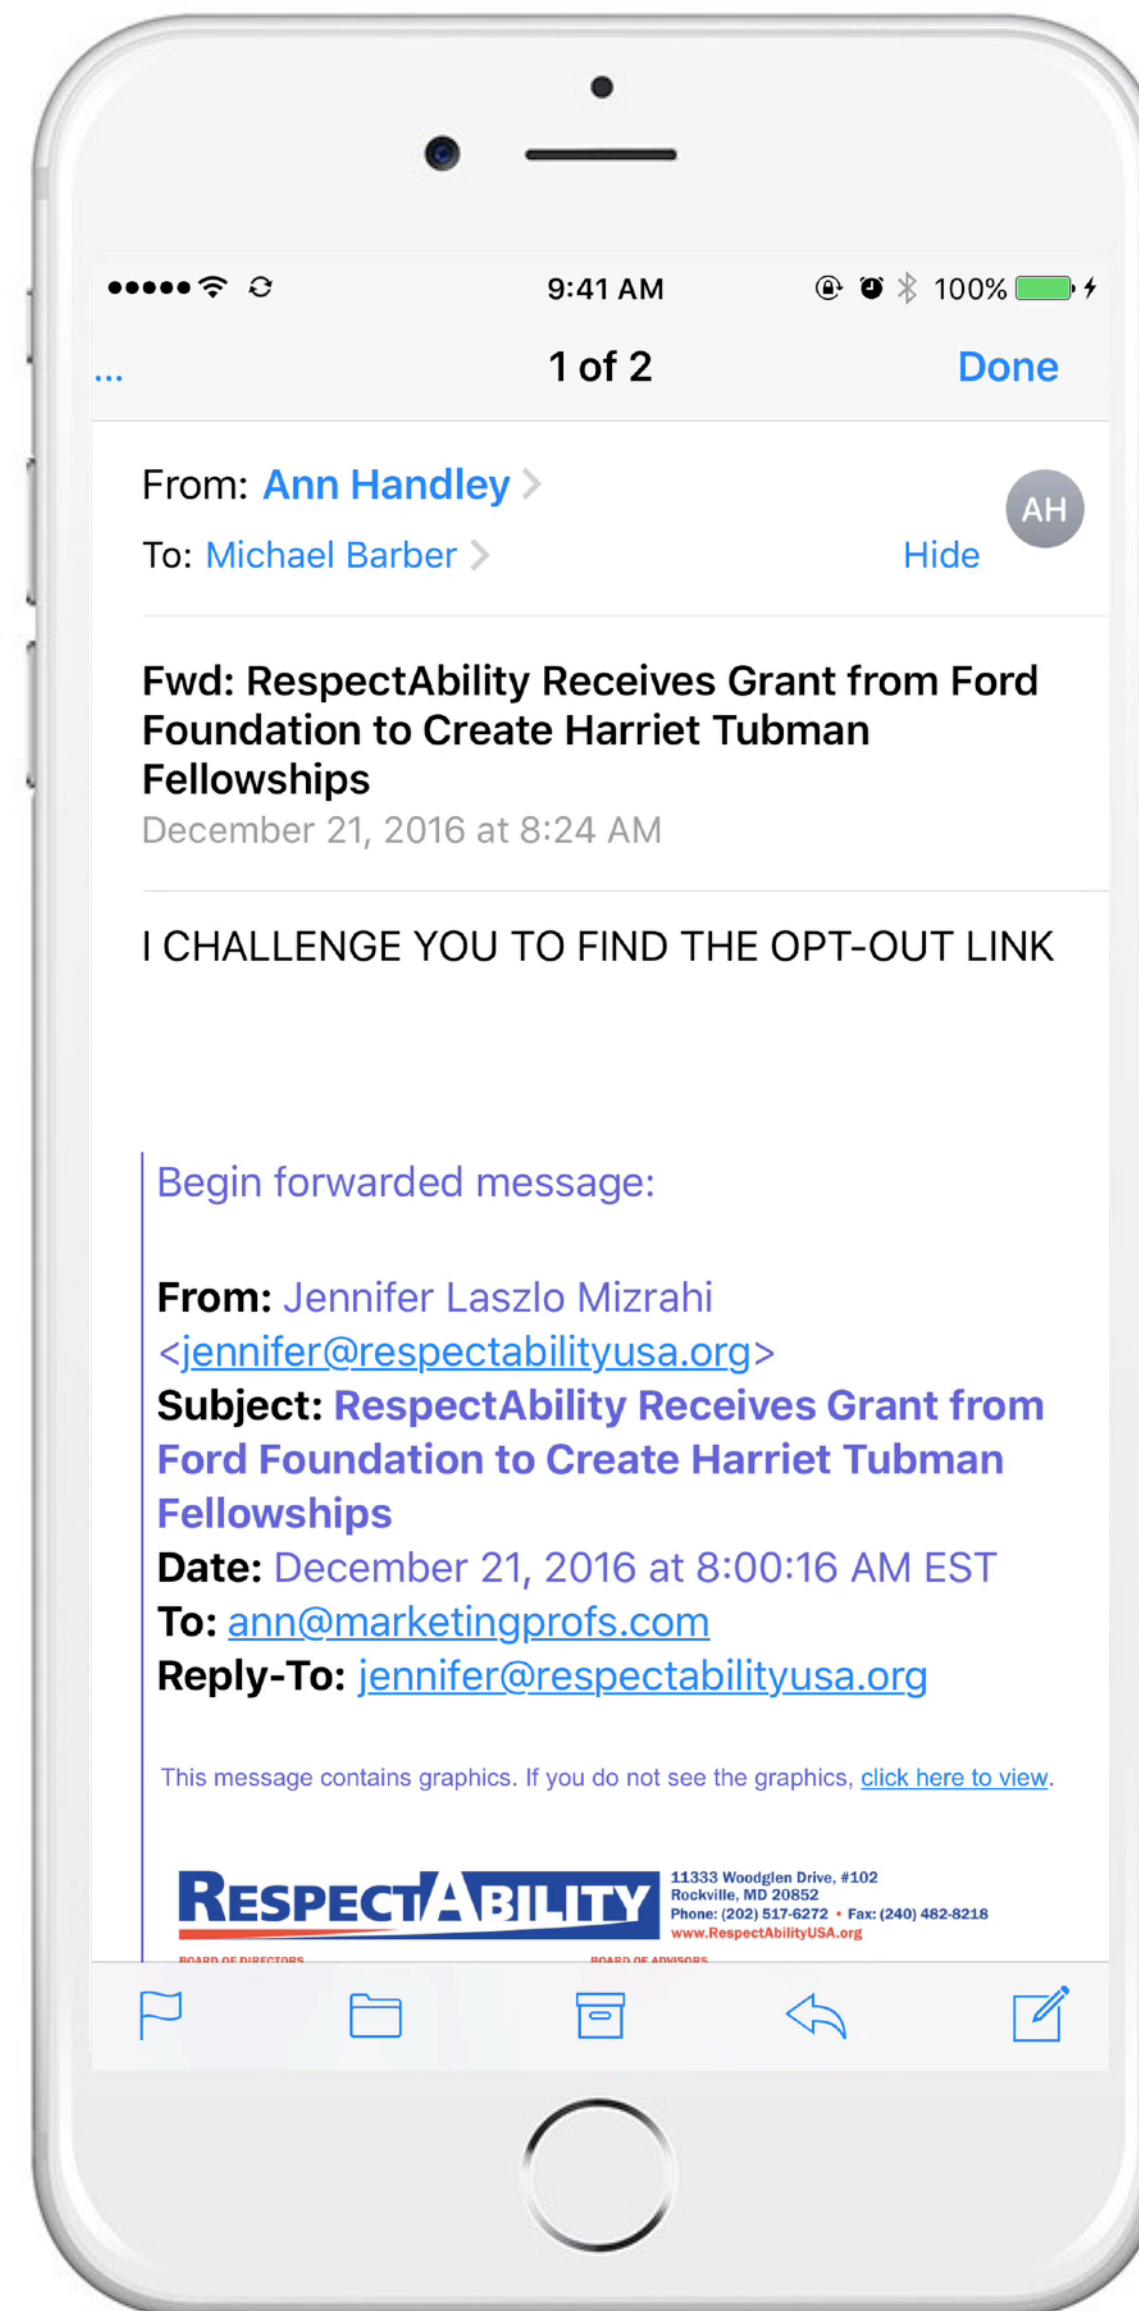 9:41 AM 100%
... 1 of 2 Done
From: Ann Handley
AH
To: Michael Barber Hide
Fwd: RespectAbility Receives Grant from Ford
Foundation to Create Harriet Tubman
Fellowships
December 21, 2016 at 8:24 AM
I CHALLENGE YOU TO FIND THE OPT-OUT LINK
Begin forwarded message:
From: Jennifer Laszlo Mizrahi
<jennifer@respectabilityusa.org>
Subject: RespectAbility Receives Grant from
Ford Foundation to Create Harriet Tubman
Fellowships
Date: December 21, 2016 at 8:00:16 AM EST
To: ann@marketingprofs.com
Reply-To: jennifer@respectabilityusa.org
This message contains graphics. If you do not see the graphics, click here to view.
RESPECTABILITY
11333 Woodglen Drive, #102
Rockville, MD 20852
Phone: (202) 517-6272 • Fax: (240) 482-8218
www.RespectAbilityUSA.org
BOARD OF DIRECTORS BOARD OF ADVISORS